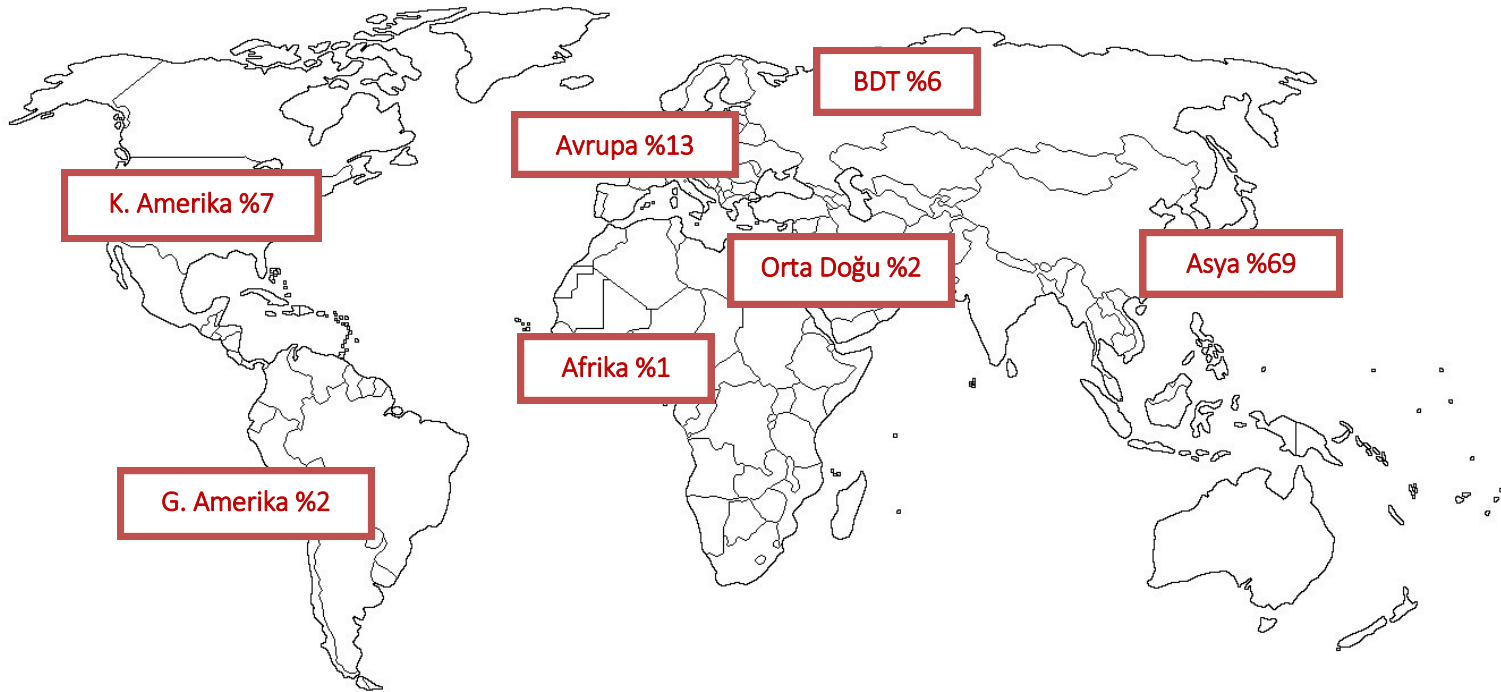 BDT %6
Avrupa %13
K. Amerika %7
Orta Doğu %2
Asya %69
Afrika %1
G. Amerika %2